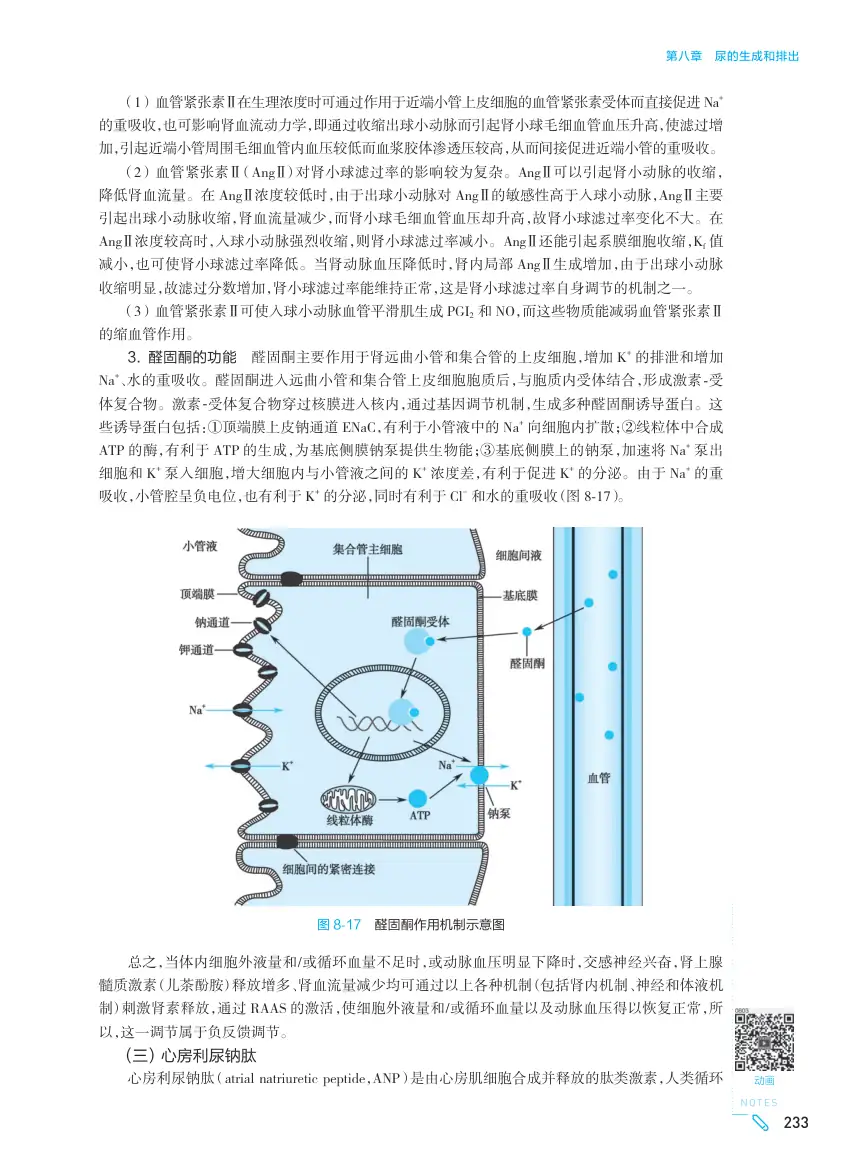 第八章 尿的生成和排出
（1）血管紧张素Ⅱ在生理浓度时可通过作用于近端小管上皮细胞的血管紧张素受体而直接促进 Na⁺
的重吸收，也可影响肾血流动力学，即通过收缩出球小动脉而引起肾小球毛细血管血压升高，使滤过增
加，引起近端小管周围毛细血管内血压较低而血浆胶体渗透压较高，从而间接促进近端小管的重吸收。
（2）血管紧张素Ⅱ（AngⅡ）对肾小球滤过率的影响较为复杂。AngⅡ可以引起肾小动脉的收缩，
降低肾血流量。在 AngⅡ浓度较低时，由于出球小动脉对 AngⅡ的敏感性高于入球小动脉，AngⅡ主要
引起出球小动脉收缩，肾血流量减少，而肾小球毛细血管血压却升高，故肾小球滤过率变化不大。在
AngⅡ浓度较高时，入球小动脉强烈收缩，则肾小球滤过率减小。AngⅡ还能引起系膜细胞收缩，Kf 值
减小，也可使肾小球滤过率降低。当肾动脉血压降低时，肾内局部 AngⅡ生成增加，由于出球小动脉
收缩明显，故滤过分数增加，肾小球滤过率能维持正常，这是肾小球滤过率自身调节的机制之一。
（3）血管紧张素Ⅱ可使入球小动脉血管平滑肌生成 PGI₂ 和 NO，而这些物质能减弱血管紧张素Ⅱ
的缩血管作用。
3. 醛固酮的功能 醛固酮主要作用于肾远曲小管和集合管的上皮细胞，增加 K⁺ 的排泄和增加
Na⁺、水的重吸收。醛固酮进入远曲小管和集合管上皮细胞胞质后，与胞质内受体结合，形成激素-受
体复合物。激素-受体复合物穿过核膜进入核内，通过基因调节机制，生成多种醛固酮诱导蛋白。这
些诱导蛋白包括：①顶端膜上皮钠通道 ENaC，有利于小管液中的 Na⁺ 向细胞内扩散；②线粒体中合成
ATP 的酶，有利于 ATP 的生成，为基底侧膜钠泵提供生物能；③基底侧膜上的钠泵，加速将 Na⁺ 泵出
细胞和 K⁺ 泵入细胞，增大细胞内与小管液之间的 K⁺ 浓度差，有利于促进 K⁺ 的分泌。由于 Na⁺ 的重
吸收，小管腔呈负电位，也有利于 K⁺ 的分泌，同时有利于 Cl⁻ 和水的重吸收（图 8-17）。
小管液
集合管主细胞
细胞间液
顶端膜
基底膜
钠通道
醛固酮受体
钾通道
醛固酮
Na⁺
K⁺
Na⁺
K⁺
血管
线粒体酶
ATP
钠泵
细胞间的紧密连接
图 8-17 醛固酮作用机制示意图
总之，当体内细胞外液量和/或循环血量不足时，或动脉血压明显下降时，交感神经兴奋，肾上腺
髓质激素（儿茶酚胺）释放增多、肾血流量减少均可通过以上各种机制（包括肾内机制、神经和体液机
制）刺激肾素释放，通过 RAAS 的激活，使细胞外液量和/或循环血量以及动脉血压得以恢复正常，所
以，这一调节属于负反馈调节。
（三）心房利尿钠肽
心房利尿钠肽（atrial natriuretic peptide，ANP）是由心房肌细胞合成并释放的肽类激素，人类循环
0803
动画
NOTES
233